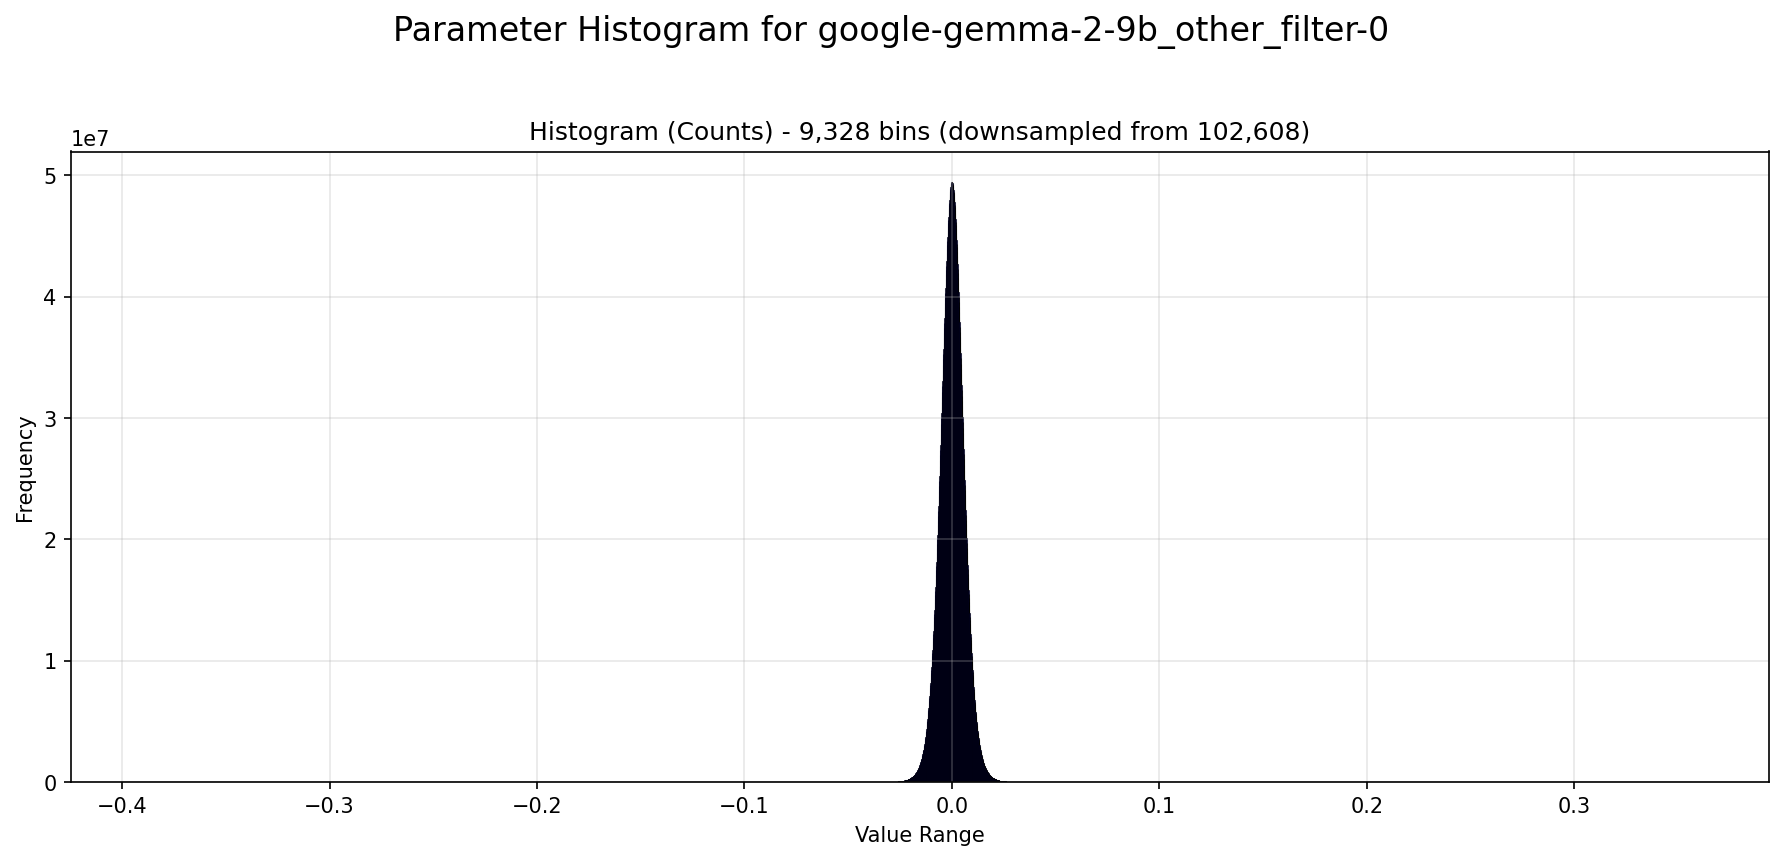 Parameter Histogram for google-gemma-2-9b_other_filter-0
Histogram (Counts) - 9,328 bins (downsampled from 102,608)
1e7
5
4
3
2
1
0
Frequency
−0.4 −0.3 −0.2 −0.1 0.0 0.1 0.2 0.3
Value Range